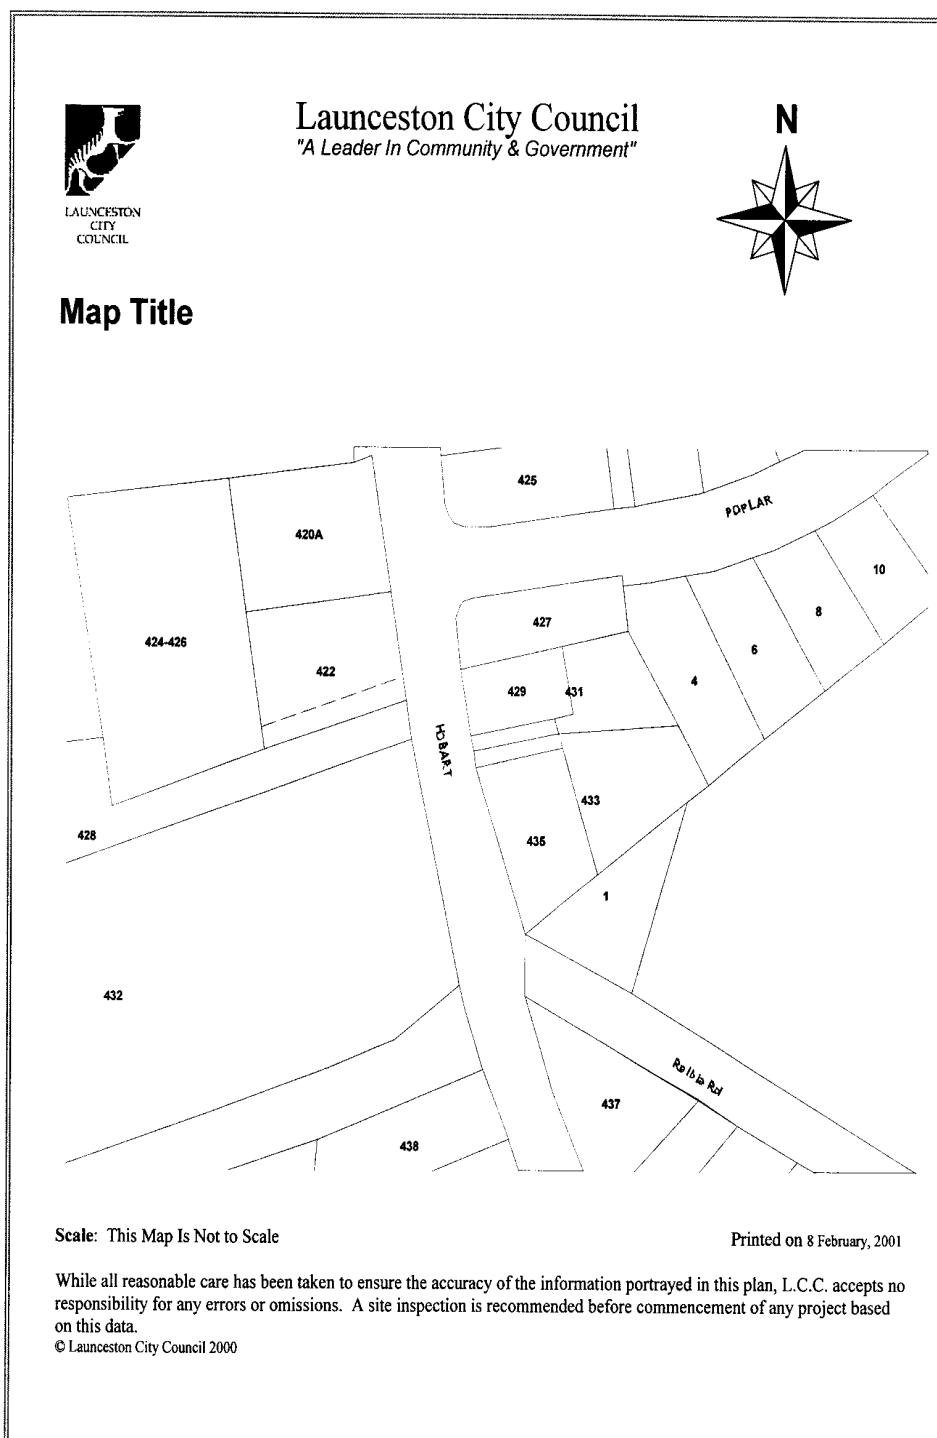 Launceston City Council
"A Leader In Community & Government"
N
LAUNCESTON
CITY
COUNCIL
Map Title
425
POPLAR
420A
10
8
427
424-426
6
422
4
429
431
HOBART
433
428
435
1
432
Relbia Rd
437
438
Scale: This Map Is Not to Scale
Printed on 8 February, 2001
While all reasonable care has been taken to ensure the accuracy of the information portrayed in this plan, L.C.C. accepts no
responsibility for any errors or omissions. A site inspection is recommended before commencement of any project based
on this data.
© Launceston City Council 2000